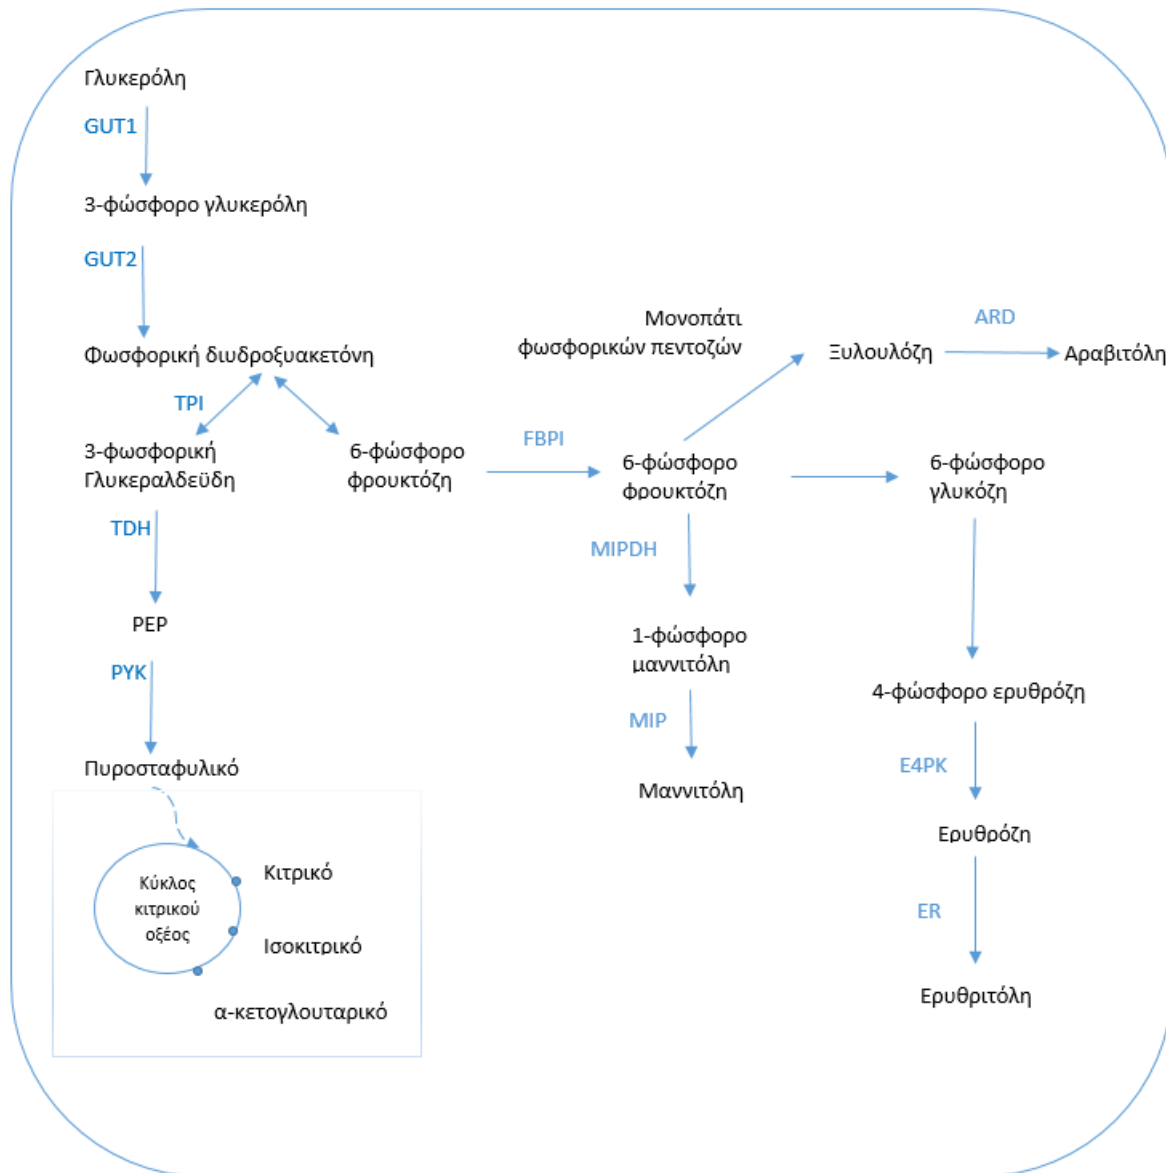 Γλυκερόλη
GUT1
3-φώσφορο γλυκερόλη
GUT2
Φωσφορική διυδροξυακετόνη
Μονοπάτι
φωσφορικών πεντοζών
Ξυλουλόζη
ARD
Αραβιτόλη
TPI
3-φωσφορική
Γλυκεραλδεϋδη
6-φώσφορο
φρουκτόζη
FBPI
6-φώσφορο
φρουκτόζη
6-φώσφορο
γλυκόζη
TDH
MIPDH
PEP
1-φώσφορο
μαννιτόλη
PYK
MIP
4-φώσφορο ερυθρόζη
Πυροσταφυλικό
Μαννιτόλη
E4PK
Ερυθρόζη
Κύκλος
κιτρικού
οξέος
Κιτρικό
Ισοκιτρικό
α-κετογλουταρικό
ER
Ερυθριτόλη